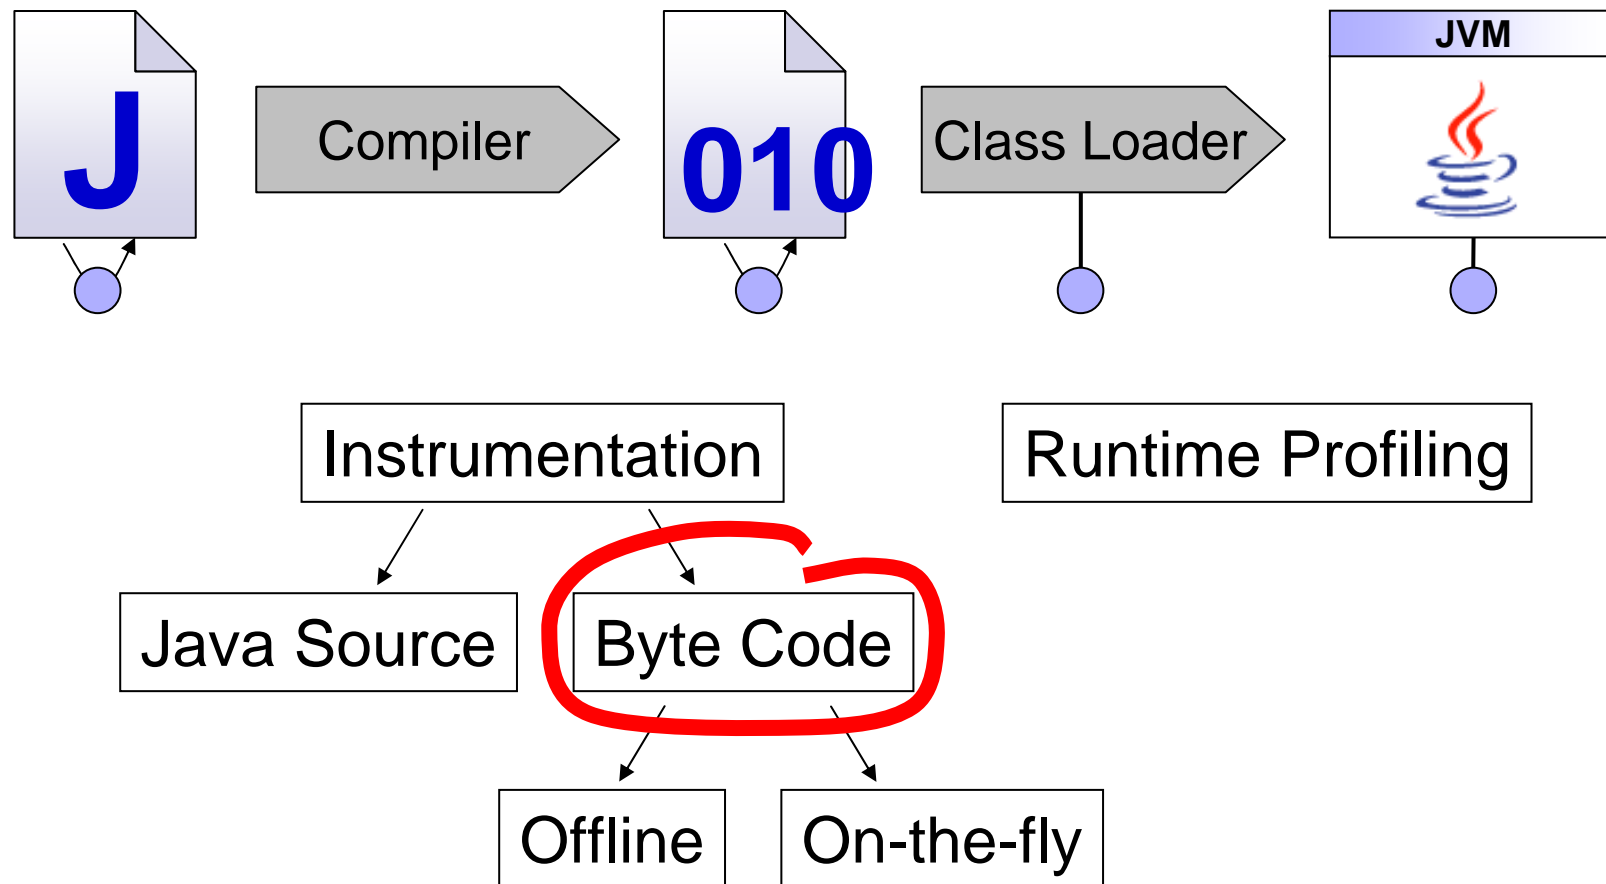 J
Compiler
010
Class Loader
JVM
Instrumentation
Runtime Profiling
Java Source
Byte Code
Offline
On-the-fly